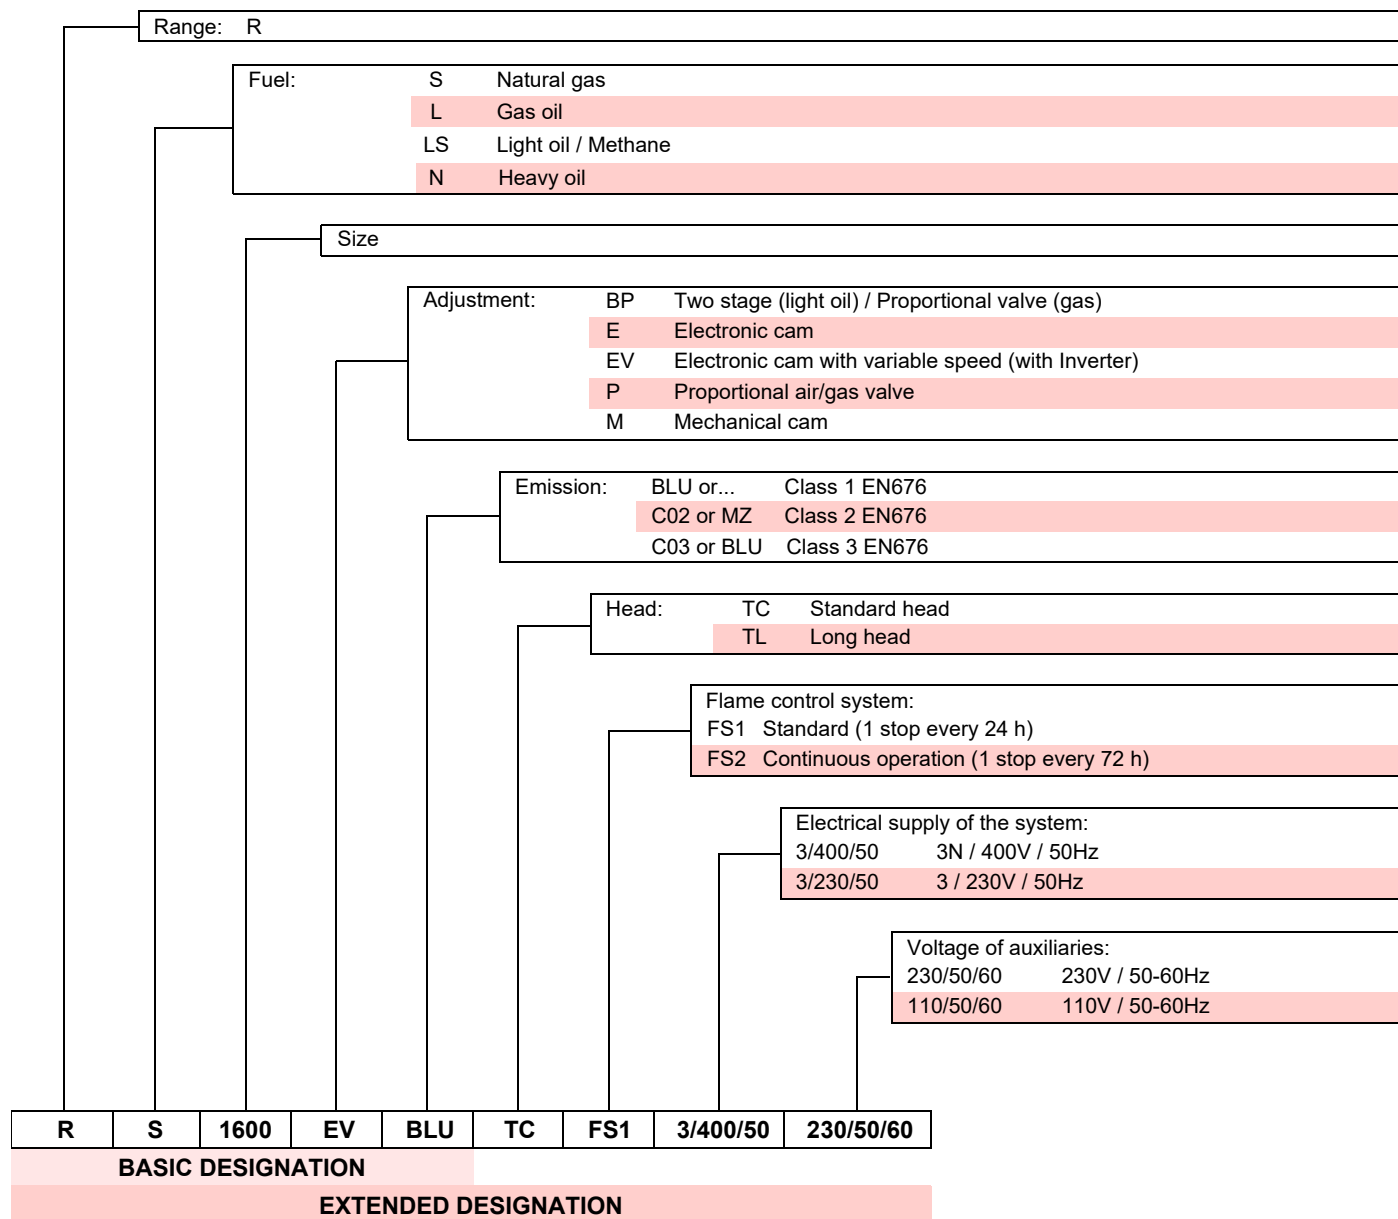 Range: R
Fuel: S Natural gas
L Gas oil
LS Light oil / Methane
N Heavy oil
Size
Adjustment: BP Two stage (light oil) / Proportional valve (gas)
E Electronic cam
EV Electronic cam with variable speed (with Inverter)
P Proportional air/gas valve
M Mechanical cam
Emission: BLU or... Class 1 EN676
C02 or MZ Class 2 EN676
C03 or BLU Class 3 EN676
Head: TC Standard head
TL Long head
Flame control system:
FS1 Standard (1 stop every 24 h)
FS2 Continuous operation (1 stop every 72 h)
Electrical supply of the system:
3/400/50 3N / 400V / 50Hz
3/230/50 3 / 230V / 50Hz
Voltage of auxiliaries:
230/50/60 230V / 50-60Hz
110/50/60 110V / 50-60Hz
R S 1600 EV BLU TC FS1 3/400/50 230/50/60
BASIC DESIGNATION
EXTENDED DESIGNATION